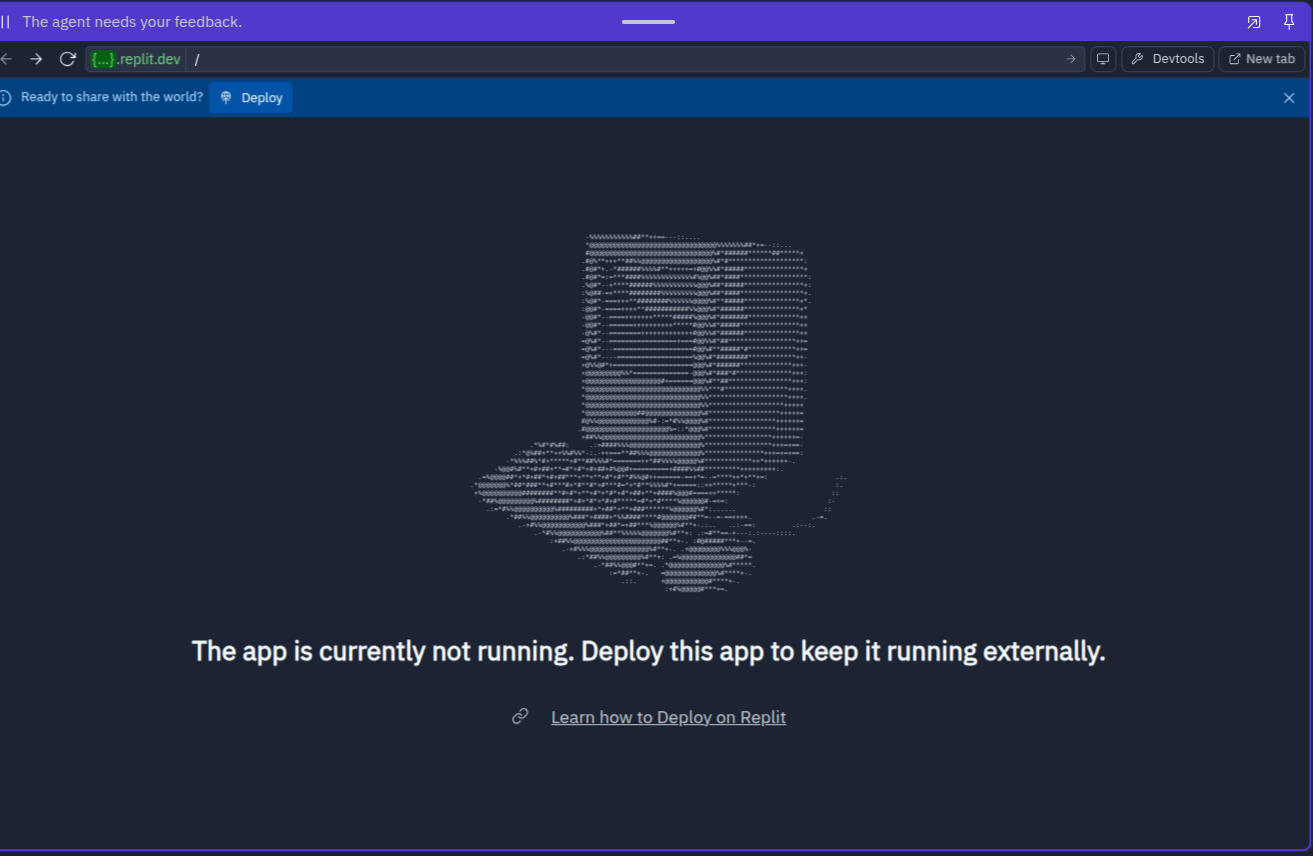 The agent needs your feedback.
{...}.replit.dev /
Devtools
New tab
Ready to share with the world?
Deploy
The app is currently not running. Deploy this app to keep it running externally.
Learn how to Deploy on Replit